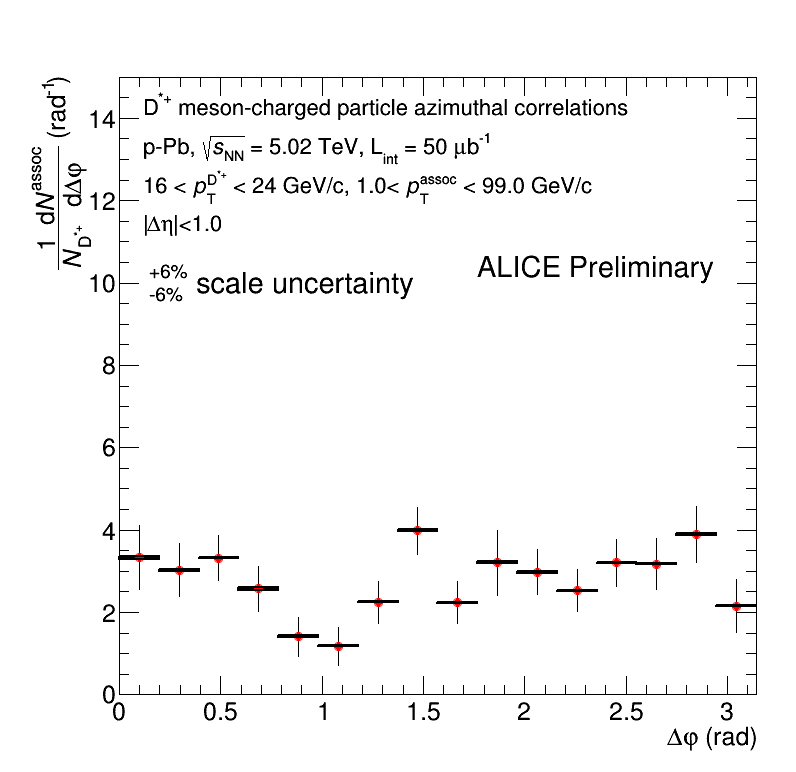 D*+ meson-charged particle azimuthal correlations
p-Pb, √sNN = 5.02 TeV, Lint = 50 μb-1
16 < pTD*+ < 24 GeV/c, 1.0< pTassoc < 99.0 GeV/c
|Δη|<1.0
+6%
-6% scale uncertainty
ALICE Preliminary
1 dNassoc
ND*+ dΔφ (rad-1)
14
12
10
8
6
4
2
0
0 0.5 1 1.5 2 2.5 3
Δφ (rad)